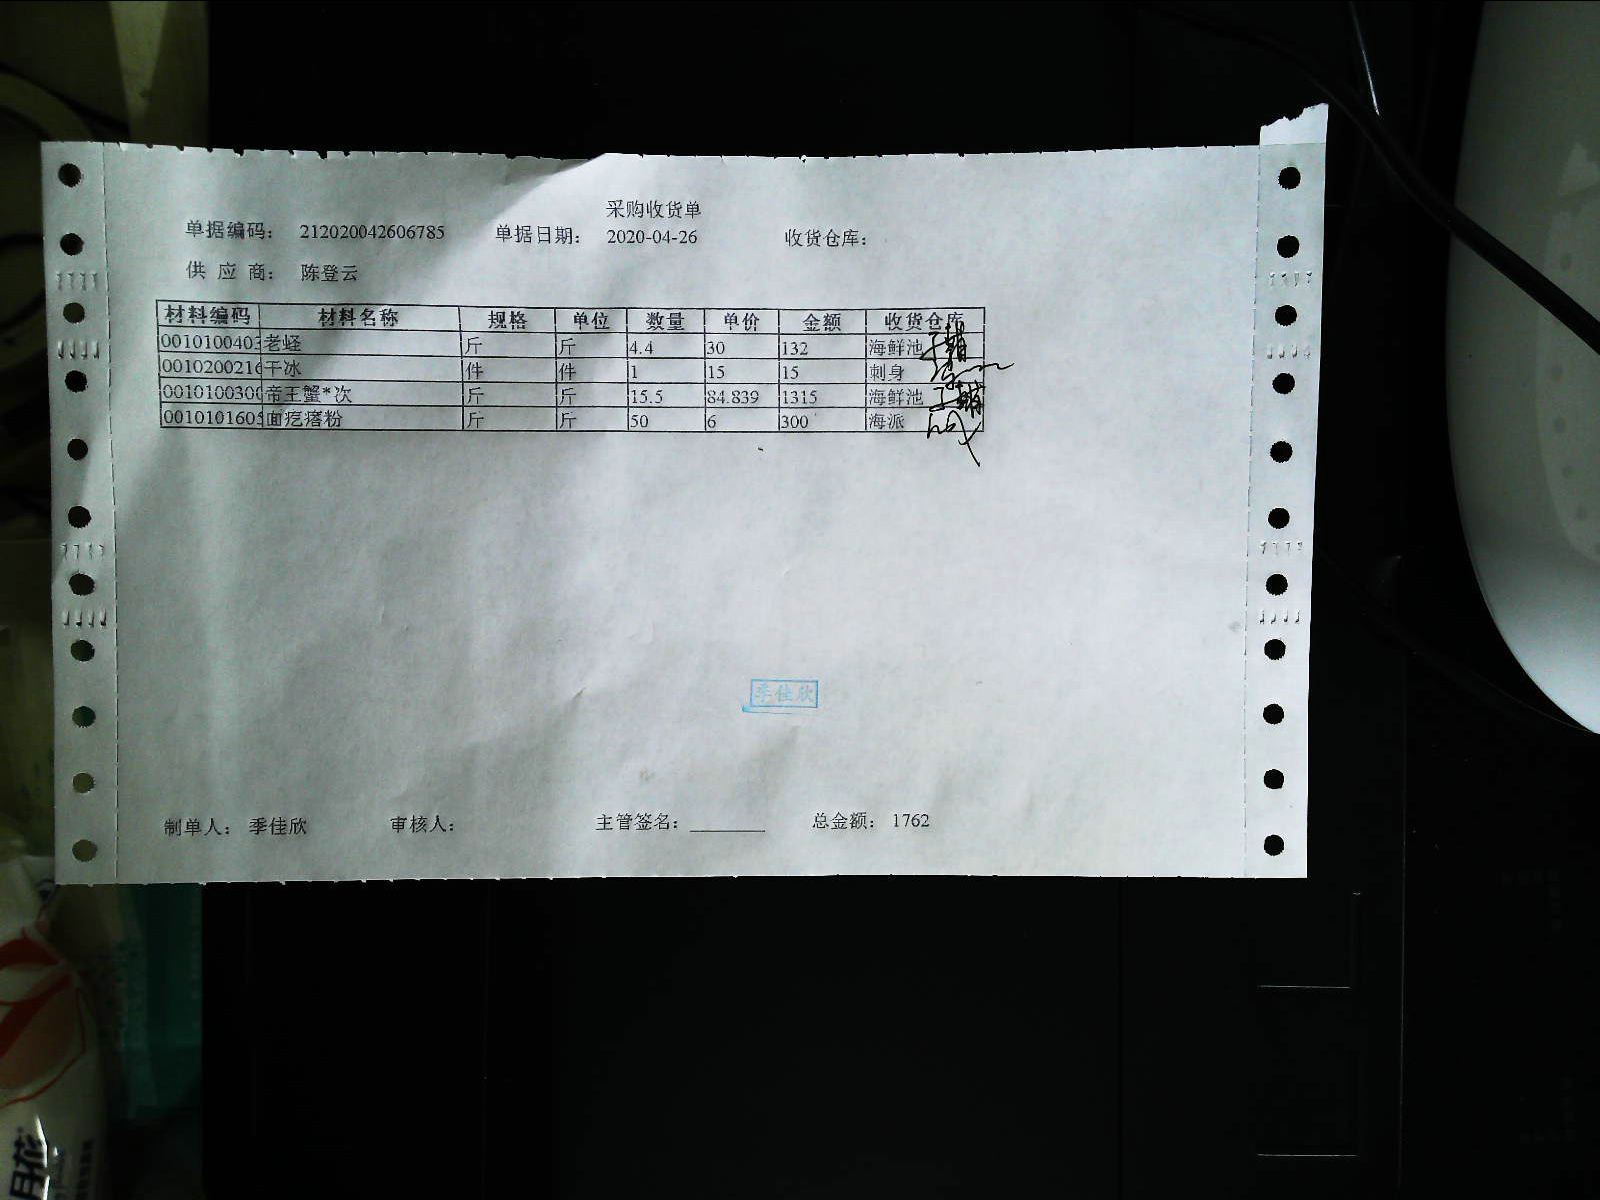 采购收货单
单据编码: 212020042606785 单据日期: 2020-04-26 收货仓库:
供 应 商: 陈登云
材料编码 材料名称 规格 单位 数量 单价 金额 收货仓库
0010100403 老蛏 斤 斤 4.4 30 132 海鲜池
001020021 干冰 件 件 1 15 15 刺身
001010030 帝王蟹*次 斤 斤 15.5 84.839 1315 海鲜池
001010160 面疙瘩粉 斤 斤 50 6 300 海派
季佳欣
制单人: 季佳欣 审核人: 主管签名: 总金额: 1762